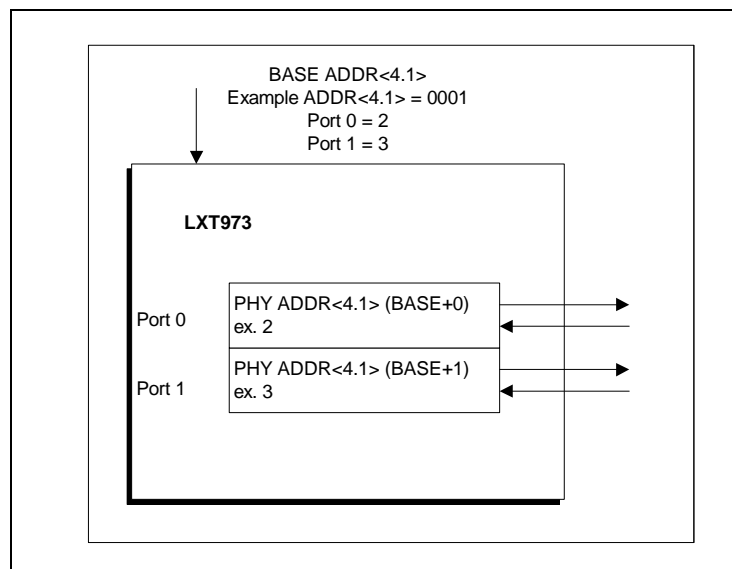 BASE ADDR<4.1>
Example ADDR<4.1> = 0001
Port 0 = 2
Port 1 = 3
LXT973
Port 0
PHY ADDR<4.1> (BASE+0)
ex. 2
Port 1
PHY ADDR<4.1> (BASE+1)
ex. 3